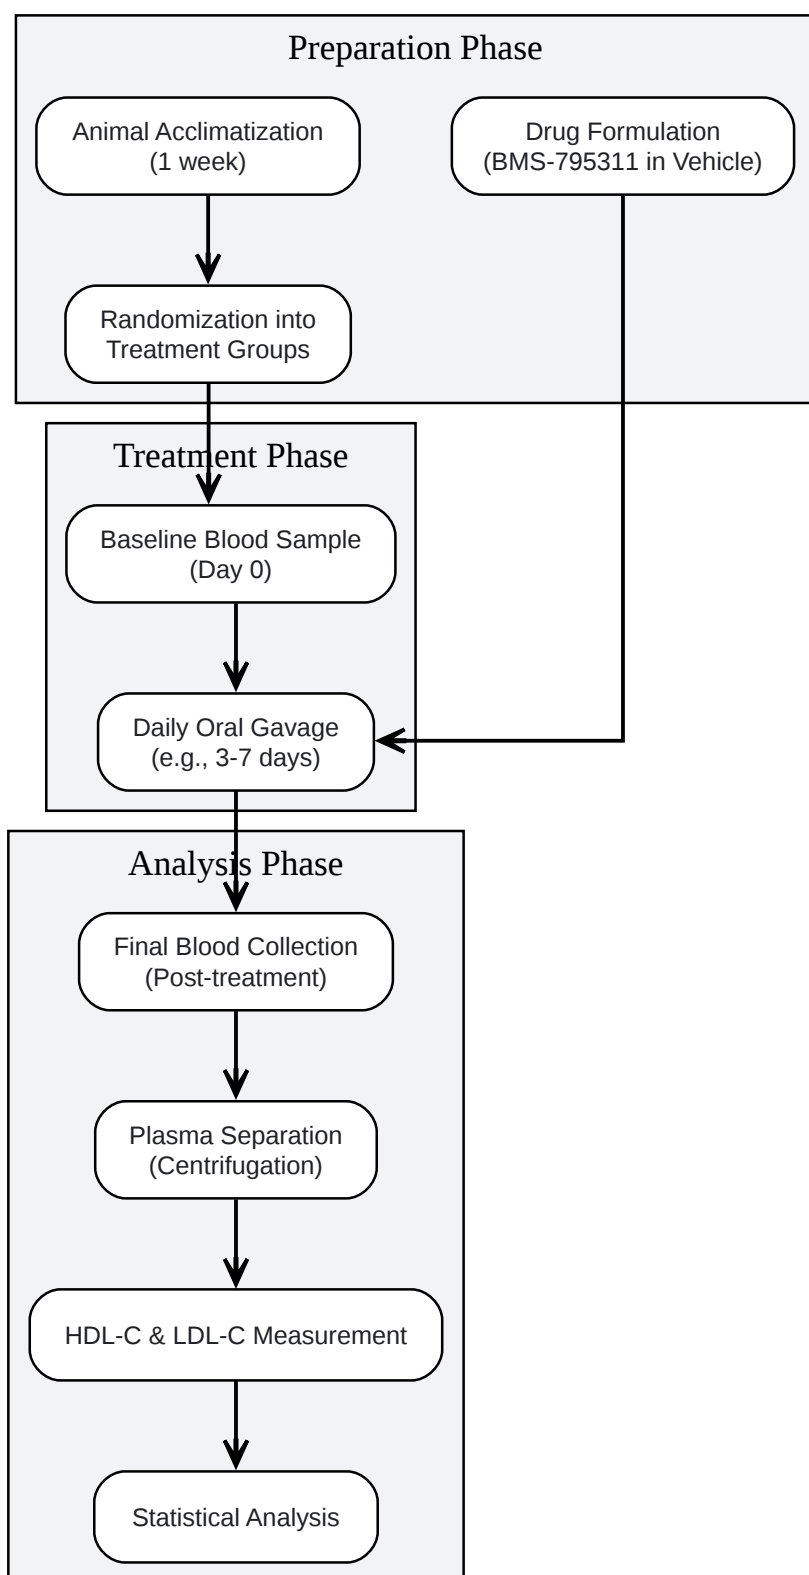 Preparation Phase
Animal Acclimatization
(1 week)
Drug Formulation
(BMS-795311 in Vehicle)
Randomization into
Treatment Groups
Treatment Phase
Baseline Blood Sample
(Day 0)
Daily Oral Gavage
(e.g., 3-7 days)
Analysis Phase
Final Blood Collection
(Post-treatment)
Plasma Separation
(Centrifugation)
HDL-C & LDL-C Measurement
Statistical Analysis